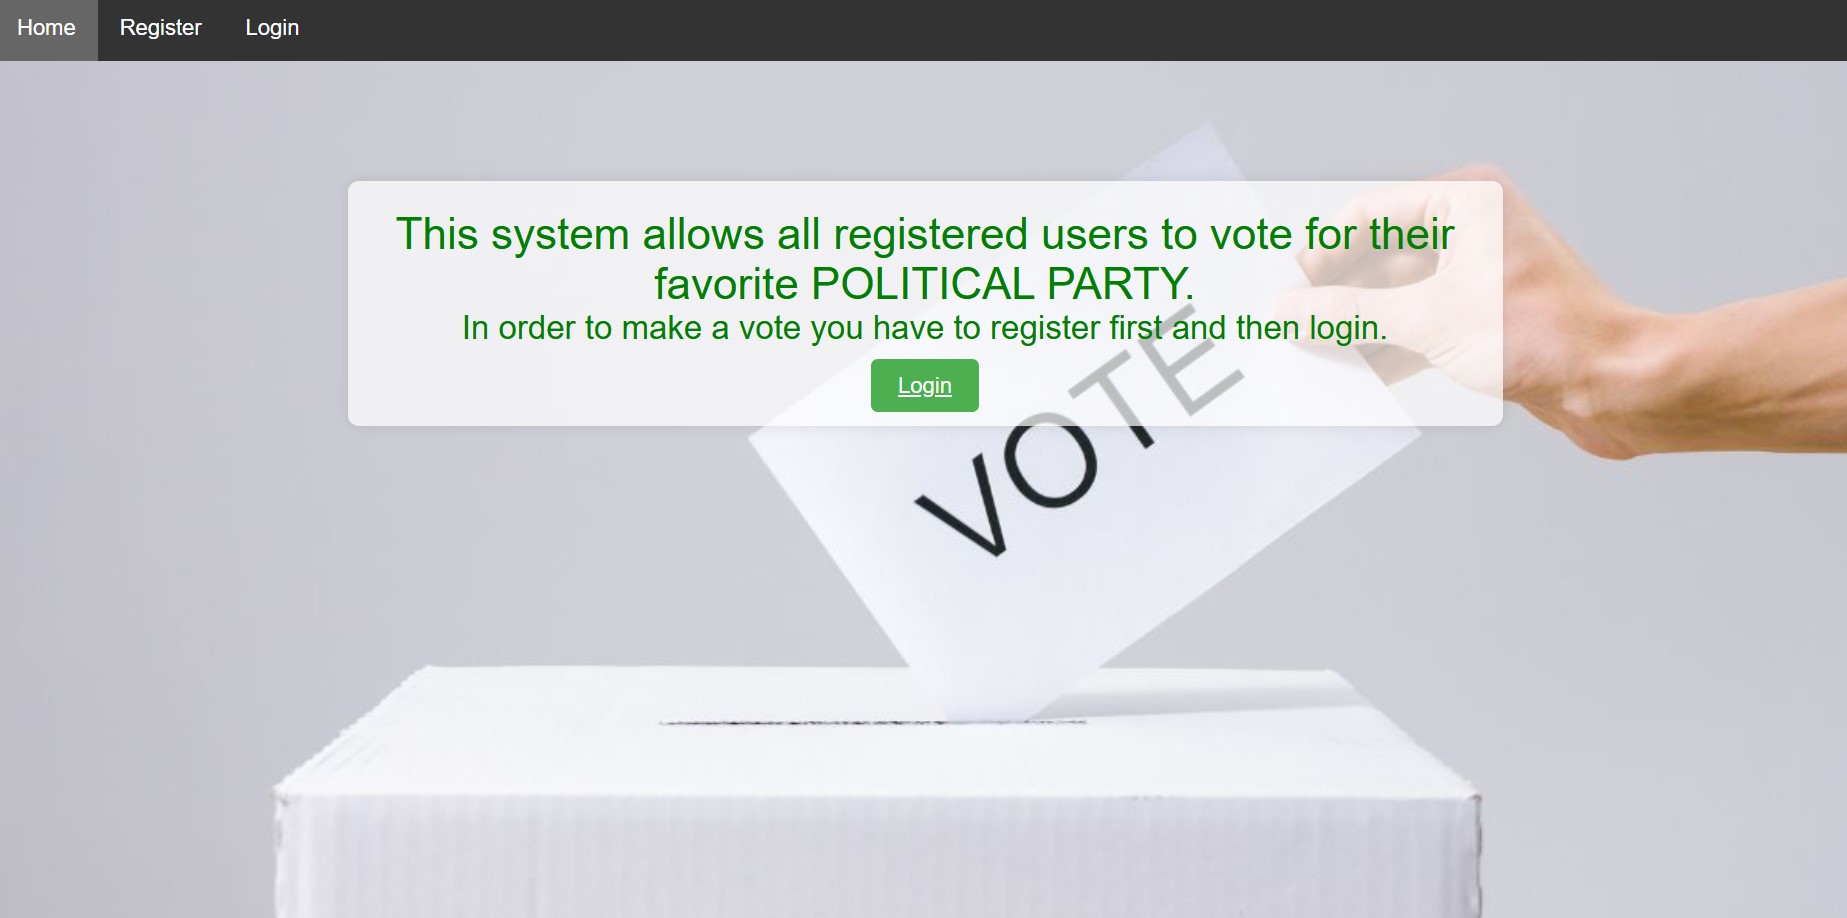 Home Register Login
This system allows all registered users to vote for their
favorite POLITICAL PARTY.
In order to make a vote you have to register first and then login.
Login
VOTE